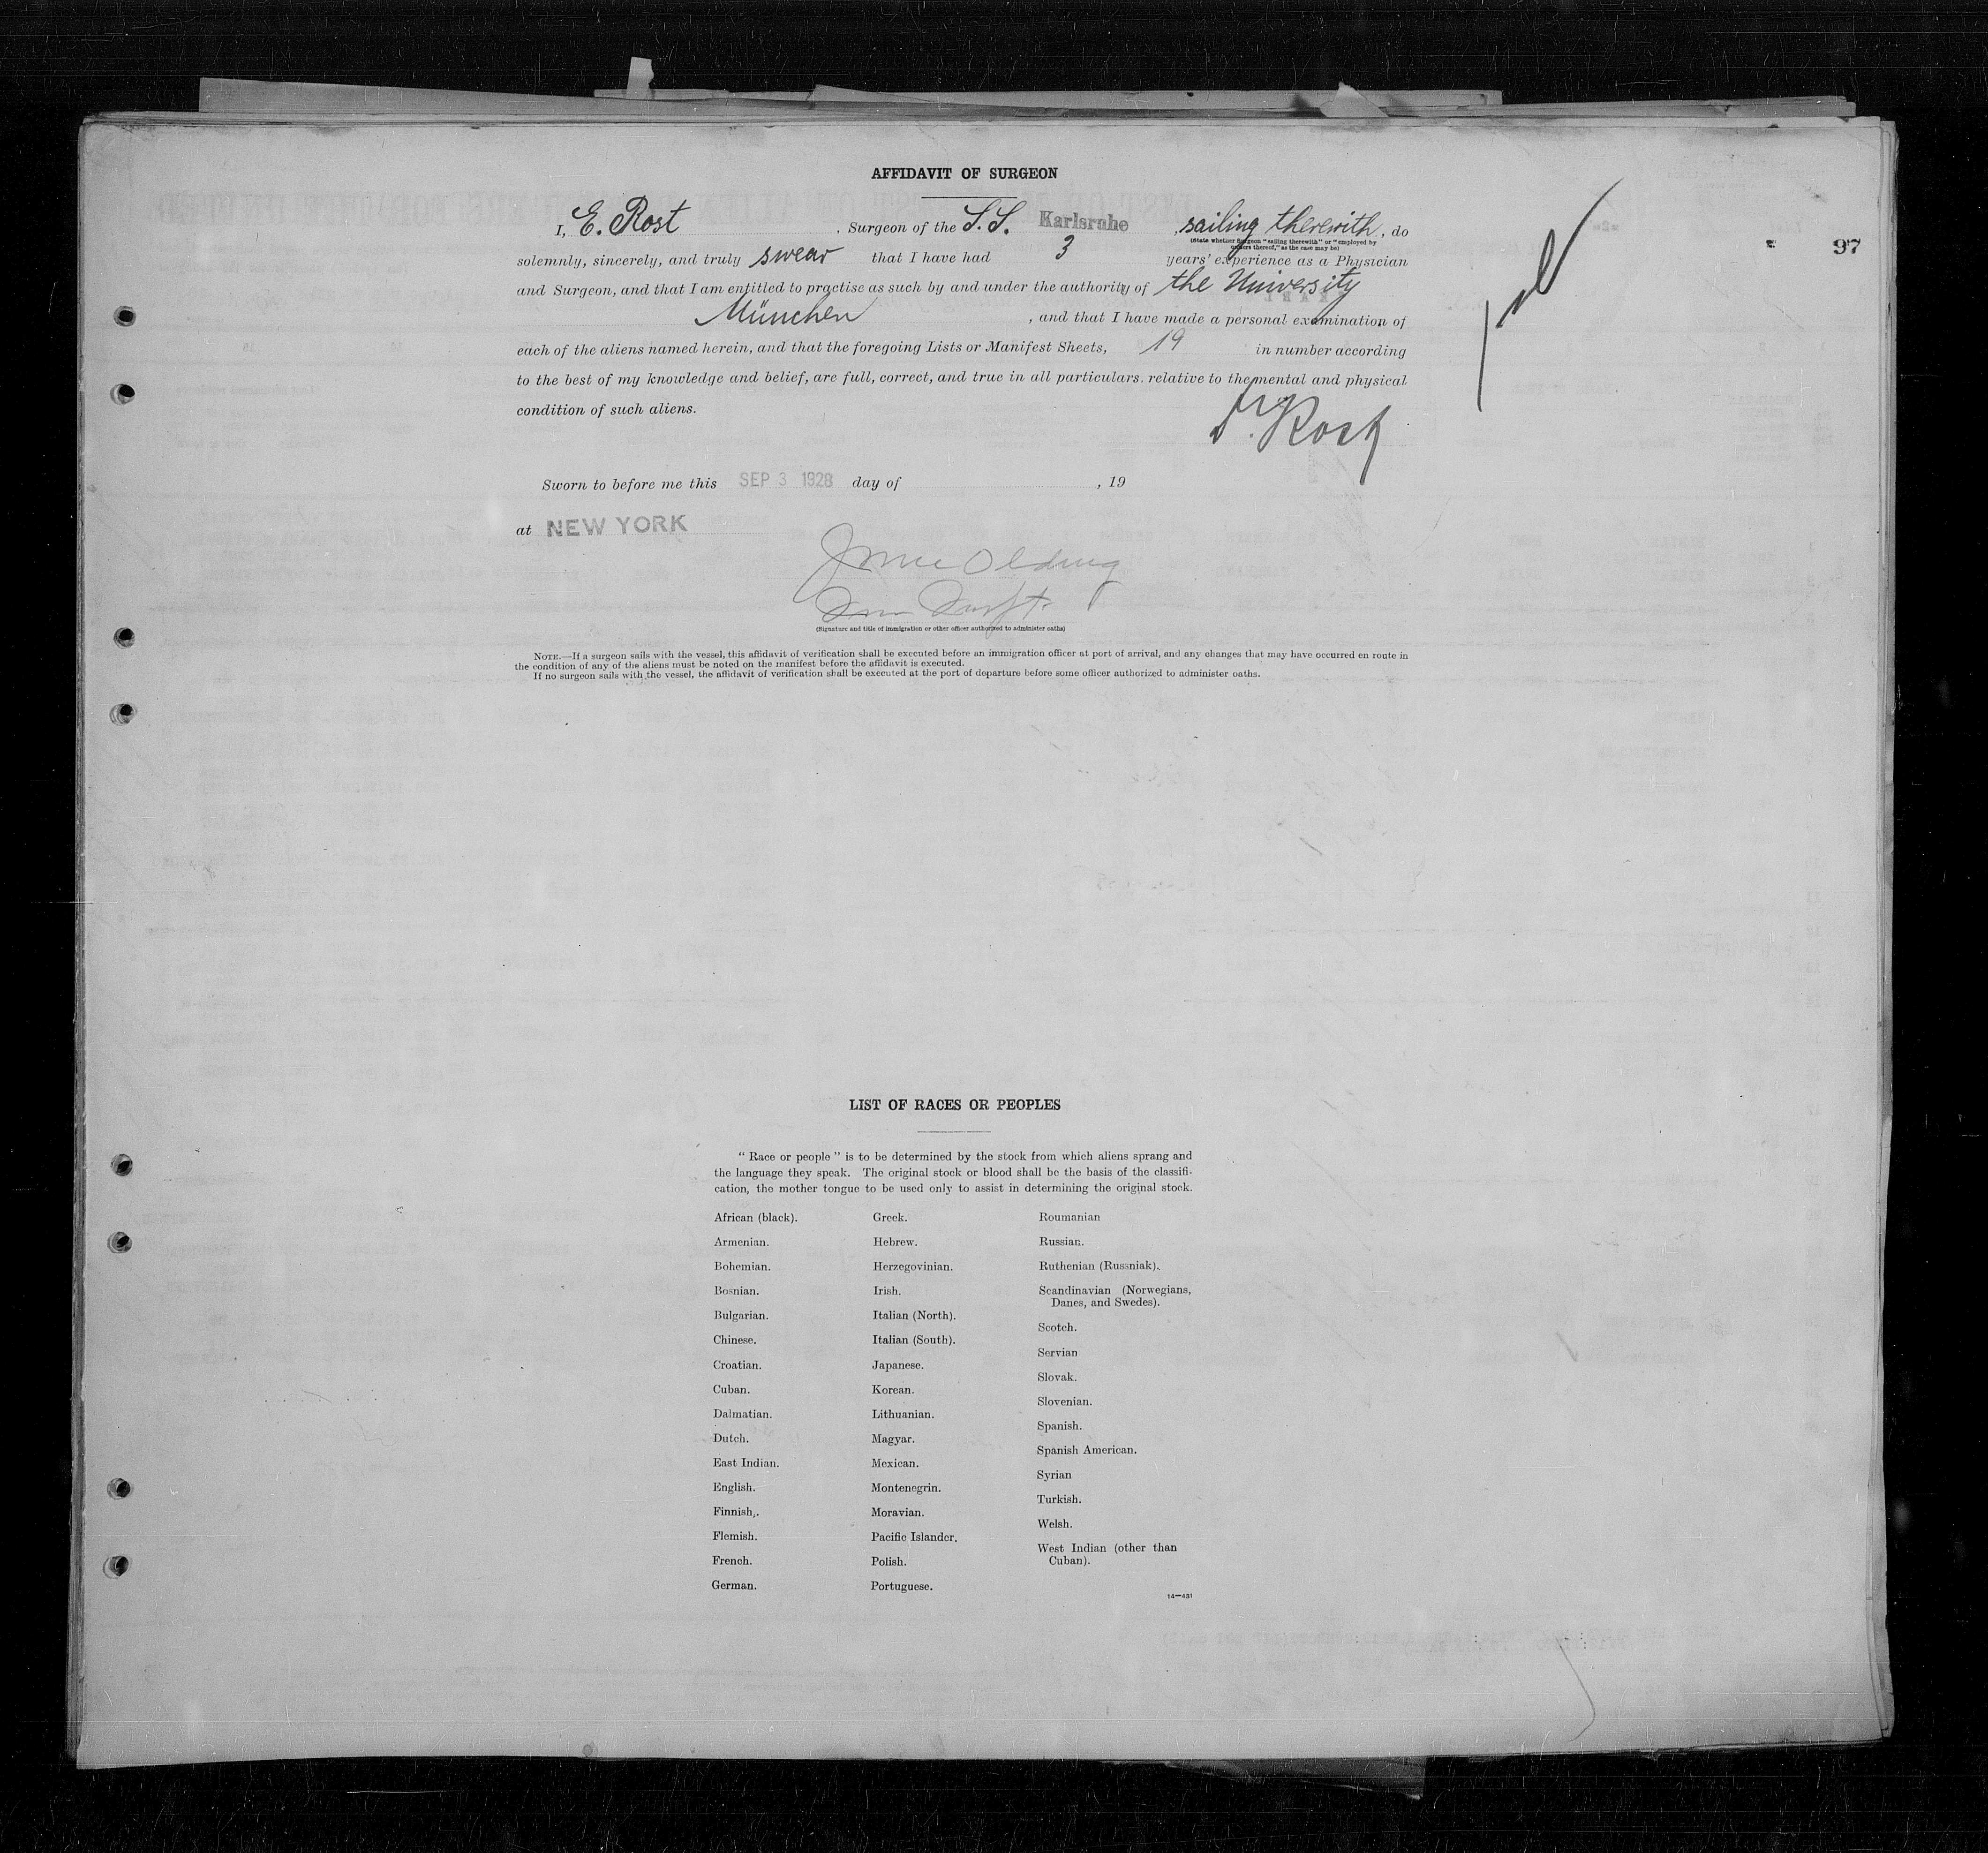 AFFIDAVIT OF SURGEON
97
I, E. Rost, Surgeon of the S.S. Karlsruhe, sailing therewith, do
(State whether Surgeon "sailing therewith" or "employed by
owners thereof," as the case may be)
solemnly, sincerely, and truly swear that I have had 3 years' experience as a Physician
and Surgeon, and that I am entitled to practise as such by and under the authority of the University
München, and that I have made a personal examination of
each of the aliens named herein, and that the foregoing Lists or Manifest Sheets, 19 in number according
to the best of my knowledge and belief, are full, correct, and true in all particulars. relative to the mental and physical
condition of such aliens.
Dr. Rost
Sworn to before me this SEP 3 1928 day of , 19
at NEW YORK
(Signature and title of immigration or other officer authorized to administer oaths)
NOTE.—If a surgeon sails with the vessel, this affidavit of verification shall be executed before an immigration officer at port of arrival, and any changes that may have occurred en route in
the condition of any of the aliens must be noted on the manifest before the affidavit is executed.
If no surgeon sails with the vessel, the affidavit of verification shall be executed at the port of departure before some officer authorized to administer oaths.
LIST OF RACES OR PEOPLES
" Race or people " is to be determined by the stock from which aliens sprang and
the language they speak. The original stock or blood shall be the basis of the classifi-
cation, the mother tongue to be used only to assist in determining the original stock.
African (black).
Armenian.
Bohemian.
Bosnian.
Bulgarian.
Chinese.
Croatian.
Cuban.
Dalmatian.
Dutch.
East Indian.
English.
Finnish.
Flemish.
French.
German.
Greek.
Hebrew.
Herzegovinian.
Irish.
Italian (North).
Italian (South).
Japanese.
Korean.
Lithuanian.
Magyar.
Mexican.
Montenegrin.
Moravian.
Pacific Islander.
Polish.
Portuguese.
Roumanian
Russian.
Ruthenian (Russniak).
Scandinavian (Norwegians,
Danes, and Swedes).
Scotch.
Servian
Slovak.
Slovenian.
Spanish.
Spanish American.
Syrian
Turkish.
Welsh.
West Indian (other than
Cuban).
14—431